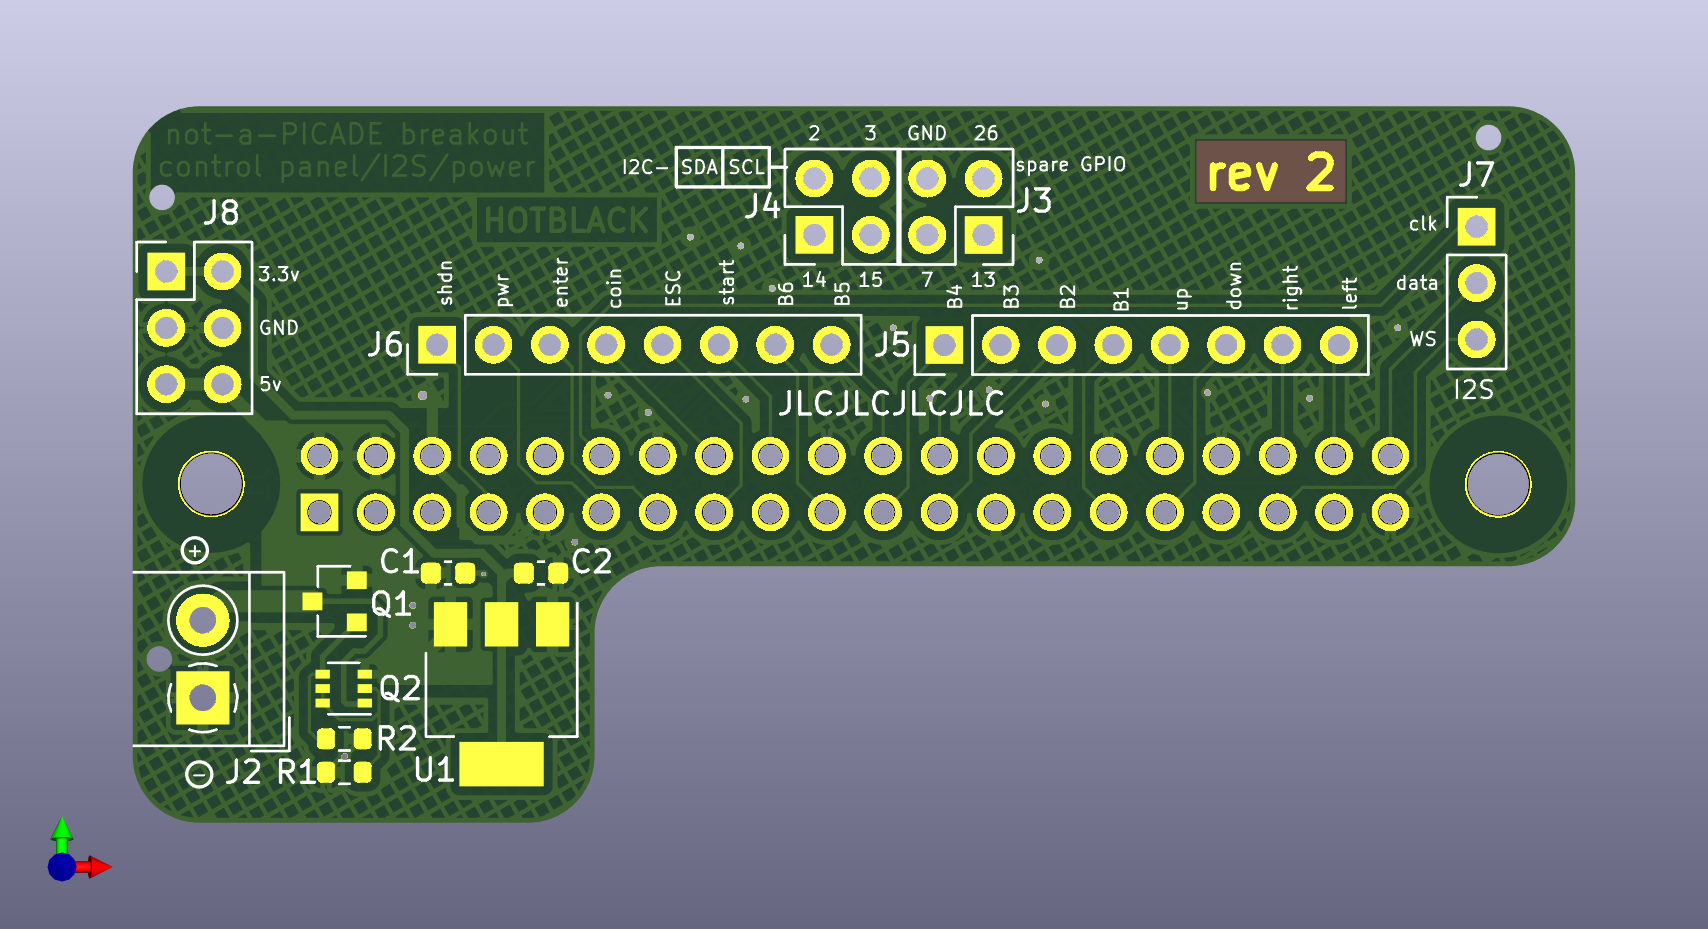 not-a-PICADE breakout
control panel/I2S/power
HOTBLACK
2 3 GND 26
I2C- SDA SCL
spare GPIO
J4
J3
14 15 7 13
rev 2
J7
clk
data
WS
I2S
J8
3.3v
GND
5v
shdn
pwr
enter
coin
ESC
start
B6
B5
B4
B3
B2
B1
up
down
right
left
J6
J5
JLCJLCJLCJLC
+
C1
C2
Q1
Q2
R2
- J2 R1
U1